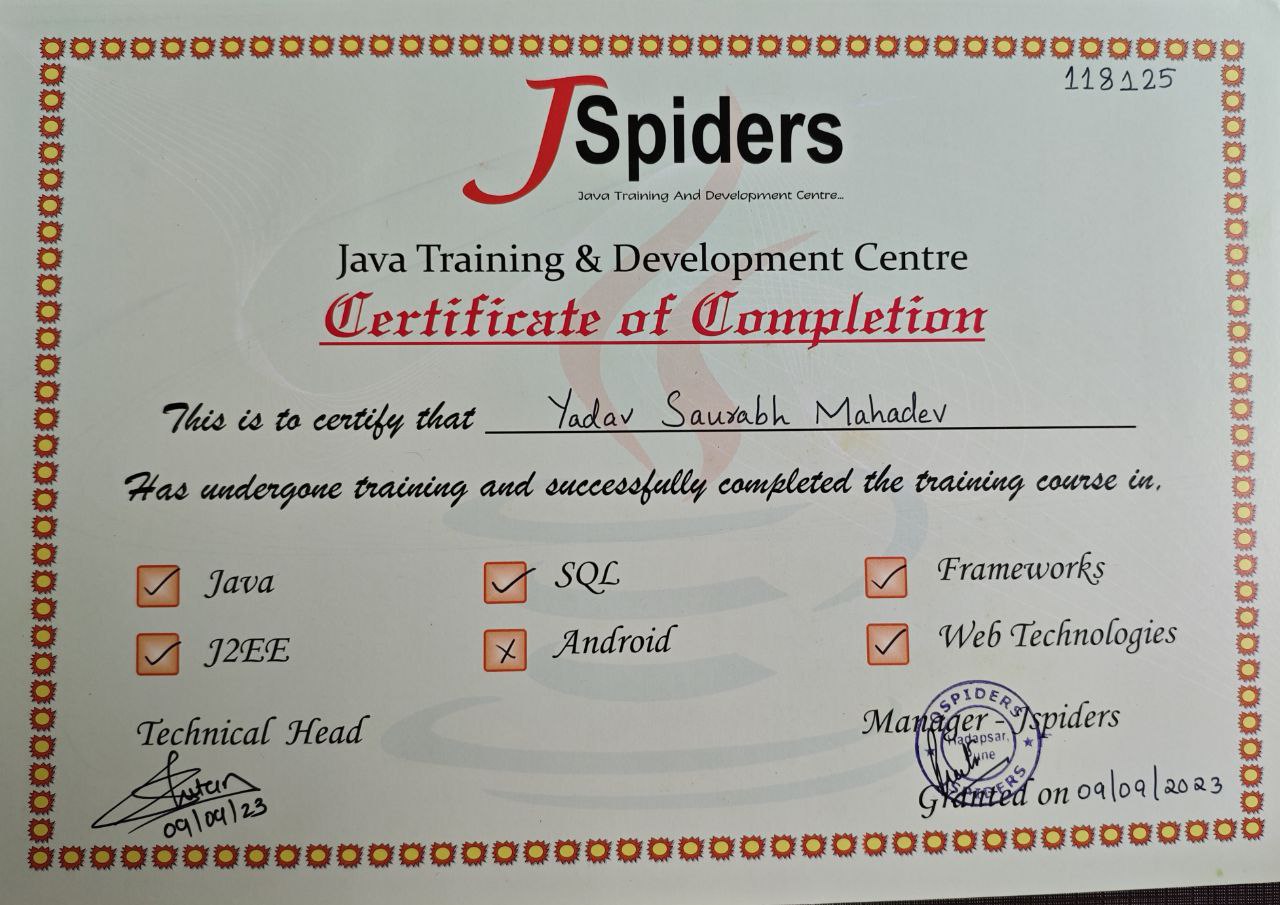 118125
JSpiders
Java Training And Development Centre...
Java Training & Development Centre
Certificate of Completion
This is to certify that Yadav Saurabh Mahadev
Has undergone training and successfully completed the training course in,
✓ Java ✓ SQL ✓ Frameworks
✓ J2EE X Android ✓ Web Technologies
Technical Head
Manager - Jspiders
SPIDERS
Hadapsar,
Pune
SPIDERS
09/09/23
Granted on 09/09/2023